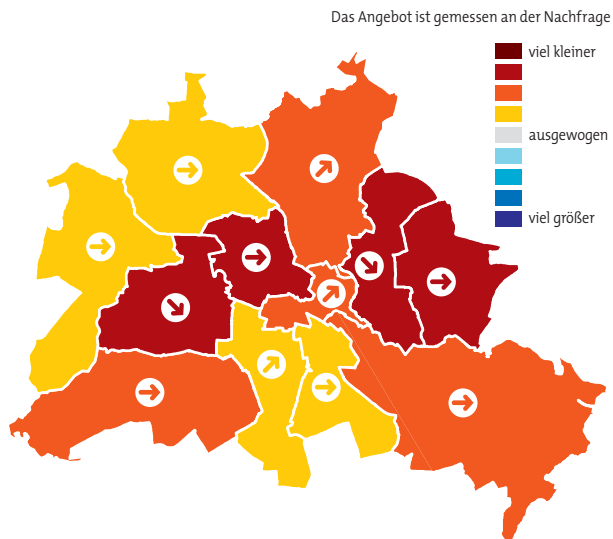 Das Angebot ist gemessen an der Nachfrage
viel kleiner
ausgewogen
viel größer